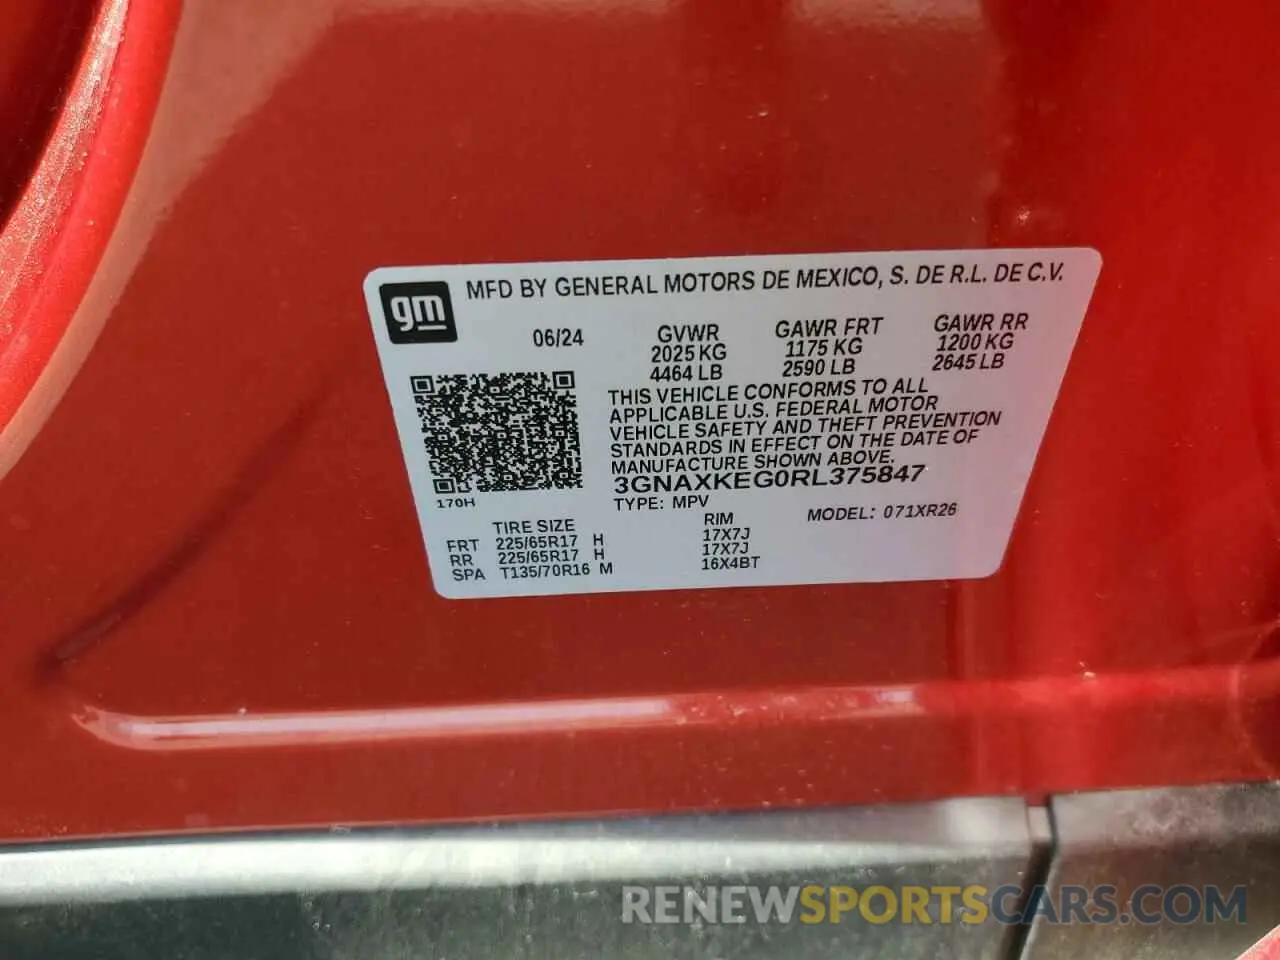 gm
MFD BY GENERAL MOTORS DE MEXICO, S. DE R.L. DE C.V.
06/24 GVWR GAWR FRT GAWR RR
2025 KG 1175 KG 1200 KG
4464 LB 2590 LB 2645 LB
THIS VEHICLE CONFORMS TO ALL
APPLICABLE U.S. FEDERAL MOTOR
VEHICLE SAFETY AND THEFT PREVENTION
STANDARDS IN EFFECT ON THE DATE OF
MANUFACTURE SHOWN ABOVE.
3GNAXKEG0RL375847
170H
TYPE: MPV MODEL: 071XR26
TIRE SIZE RIM
FRT 225/65R17 H 17X7J
RR 225/65R17 H 17X7J
SPA T135/70R16 M 16X4BT
RENEWSPORTSCARS.COM